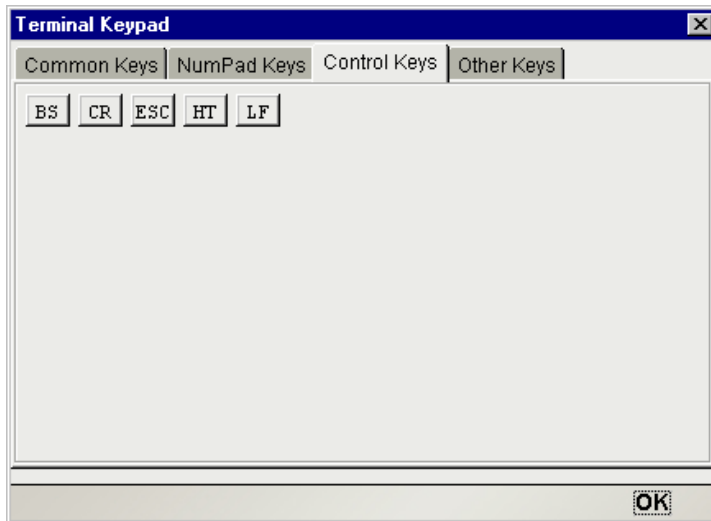 Terminal Keypad
Common Keys NumPad Keys Control Keys Other Keys
BS CR ESC HT LF
OK